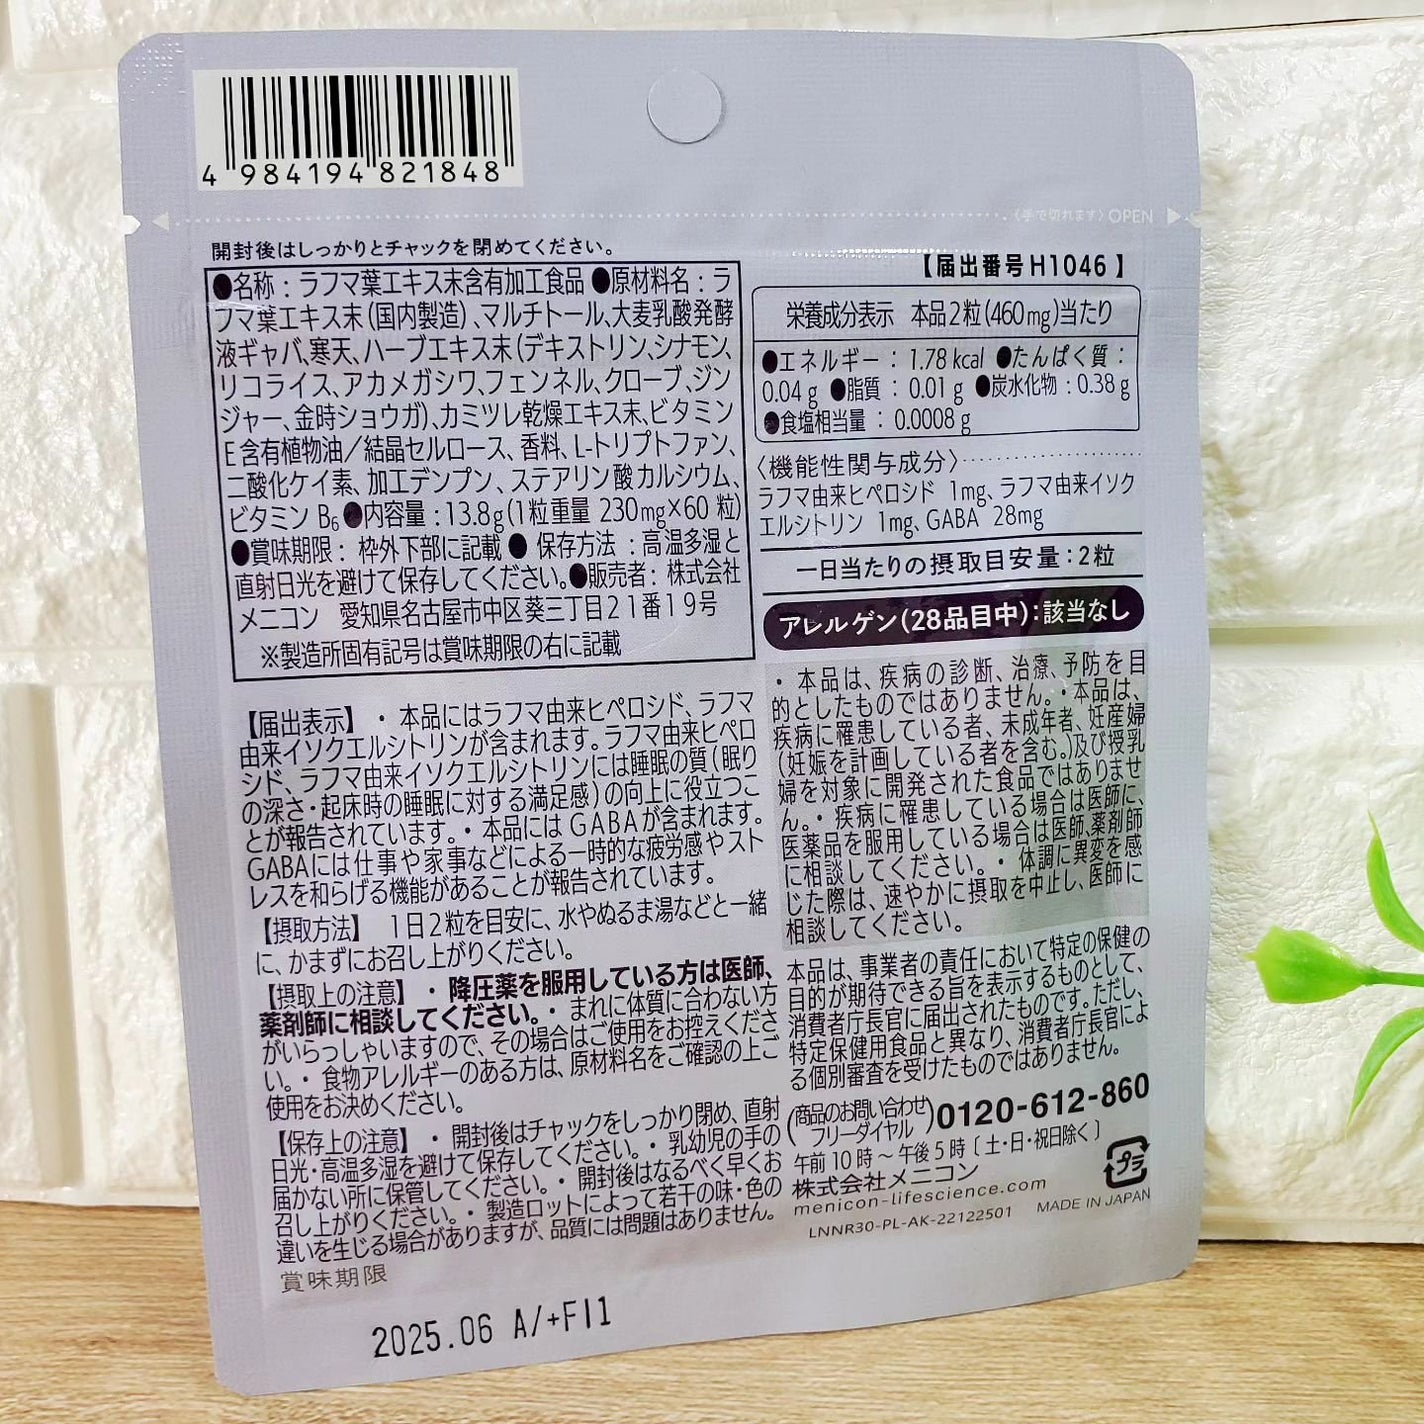 4 984194 821848
〈手で切れます〉OPEN
開封後はしっかりとチャックを閉めてください。
●名称：ラフマ葉エキス末含有加工食品 ●原材料名：ラ
フマ葉エキス末(国内製造)、マルチトール、大麦乳酸発酵
液ギャバ、寒天、ハーブエキス末(デキストリン、シナモン、
リコライス、アカメガシワ、フェンネル、クローブ、ジン
ジャー、金時ショウガ)、カミツレ乾燥エキス末、ビタミン
E含有植物油／結晶セルロース、香料、L-トリプトファン、
二酸化ケイ素、加工デンプン、ステアリン酸カルシウム、
ビタミンB₆ ●内容量：13.8g(1粒重量 230mg×60 粒)
●賞味期限：枠外下部に記載 ● 保存方法：高温多湿と
直射日光を避けて保存してください。●販売者：株式会社
メニコン　愛知県名古屋市中区葵三丁目21番19号
※製造所固有記号は賞味期限の右に記載
【届出表示】・本品にはラフマ由来ヒペロシド、ラフマ
由来イソクエルシトリンが含まれます。ラフマ由来ヒペロ
シド、ラフマ由来イソクエルシトリンには睡眠の質(眠り
の深さ・起床時の睡眠に対する満足感)の向上に役立つこ
とが報告されています。・本品にはGABAが含まれます。
GABAには仕事や家事などによる一時的な疲労感やスト
レスを和らげる機能があることが報告されています。
【摂取方法】　1日2粒を目安に、水やぬるま湯などと一緒
に、かまずにお召し上がりください。
【摂取上の注意】・降圧薬を服用している方は医師、
薬剤師に相談してください。・まれに体質に合わない方
がいらっしゃいますので、その場合はご使用をお控えくださ
い。・食物アレルギーのある方は、原材料名をご確認の上ご
使用をお決めください。
【保存上の注意】・開封後はチャックをしっかり閉め、直射
日光・高温多湿を避けて保存してください。・乳幼児の手の
届かない所に保管してください。・開封後はなるべく早くお
召し上がりください。・製造ロットによって若干の味・色の
違いを生じる場合がありますが、品質には問題はありません。
賞味期限
2025.06 A/+FI1
【届出番号H1046】
栄養成分表示　本品2粒(460mg)当たり
●エネルギー：1.78 kcal ●たんぱく質：
0.04 g ●脂質：0.01 g ●炭水化物：0.38 g
●食塩相当量：0.0008 g
〈機能性関与成分〉
ラフマ由来ヒペロシド 1mg、ラフマ由来イソク
エルシトリン 1mg、GABA 28mg
一日当たりの摂取目安量：2粒
アレルゲン(28品目中)：該当なし
・本品は、疾病の診断、治療、予防を目
的としたものではありません。・本品は、
疾病に罹患している者、未成年者、妊産婦
(妊娠を計画している者を含む。)及び授乳
婦を対象に開発された食品ではありませ
ん。・疾病に罹患している場合は医師に、
医薬品を服用している場合は医師、薬剤師
に相談してください。・体調に異変を感
じた際は、速やかに摂取を中止し、医師に
相談してください。
本品は、事業者の責任において特定の保健の
目的が期待できる旨を表示するものとして、
消費者庁長官に届出されたものです。ただし、
特定保健用食品と異なり、消費者庁長官によ
る個別審査を受けたものではありません。
(商品のお問い合わせ フリーダイヤル)0120-612-860
午前10時～午後5時〔土・日・祝日除く〕
株式会社メニコン
menicon-lifescience.com
プラ
LNNR30-PL-AK-22122501　MADE IN JAPAN